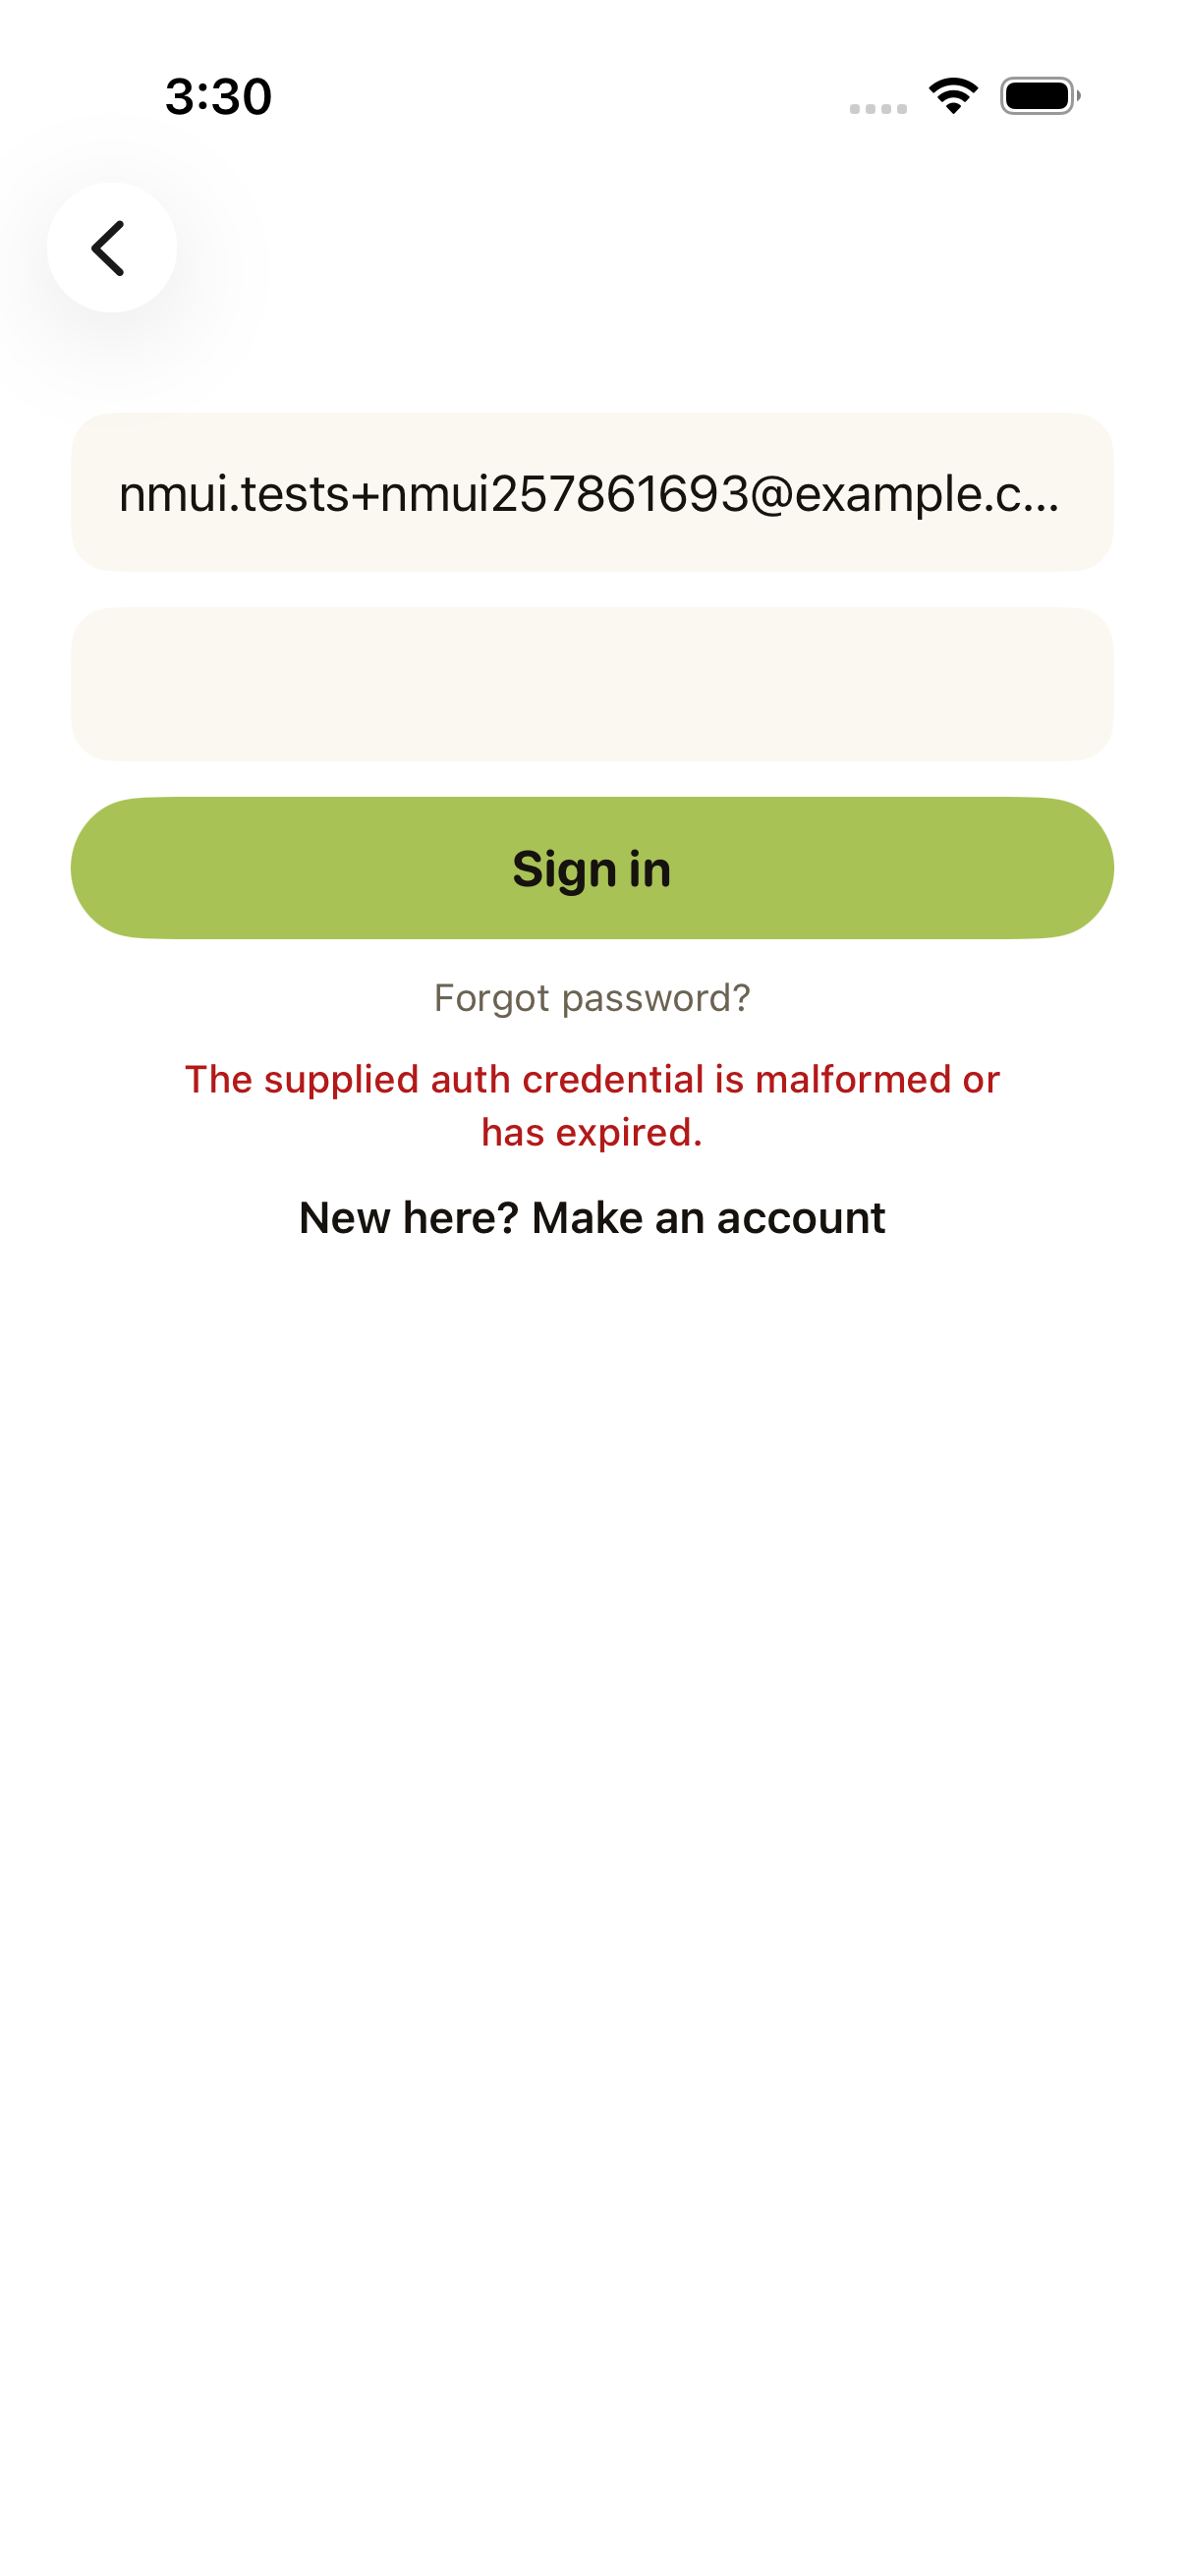 3:30
nmui.tests+nmui257861693@example.c...
Sign in
Forgot password?
The supplied auth credential is malformed or
has expired.
New here? Make an account